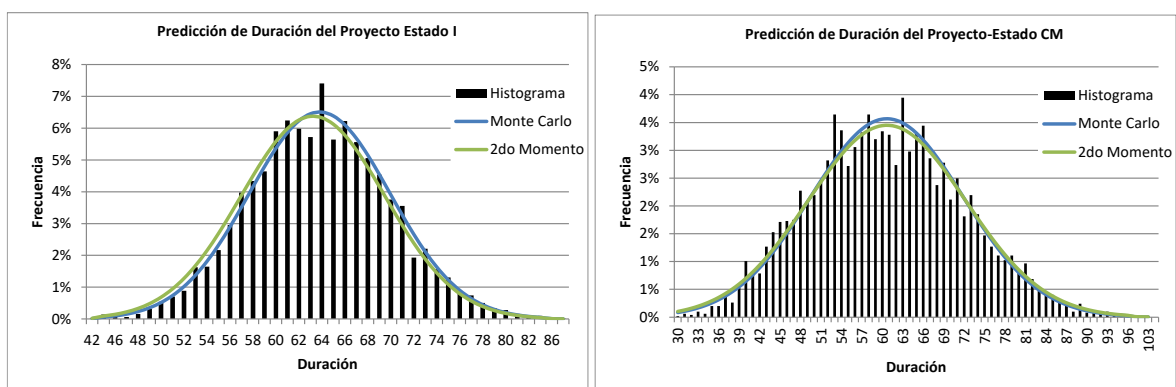 Predicción de Duración del Proyecto Estado I
8%
7%
6%
5%
4%
3%
2%
1%
0%
Frecuencia
Histograma
Monte Carlo
2do Momento
42 46 48 50 52 54 56 58 60 62 64 66 68 70 72 74 76 78 80 82 84 86
Duración
Predicción de Duración del Proyecto-Estado CM
5%
4%
4%
3%
3%
2%
2%
1%
1%
0%
Frecuencia
Histograma
Monte Carlo
2do Momento
30 33 36 39 42 45 48 51 54 57 60 63 66 69 72 75 78 81 84 87 90 93 96 103
Duración